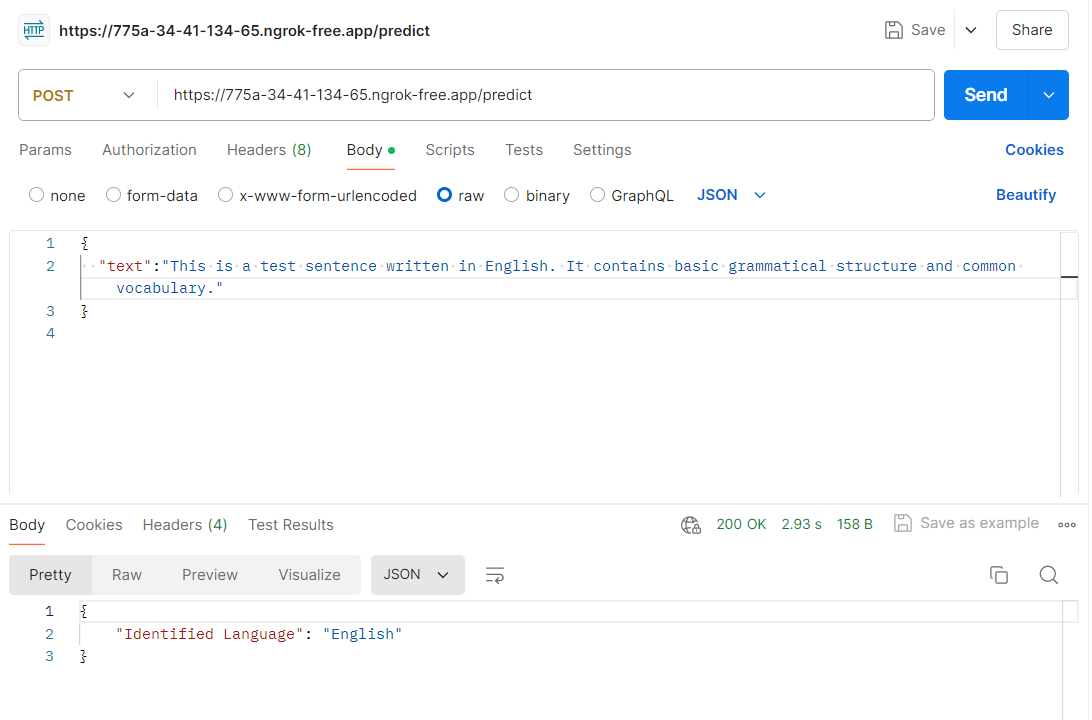 HTTP https://775a-34-41-134-65.ngrok-free.app/predict Save Share
POST https://775a-34-41-134-65.ngrok-free.app/predict Send
Params Authorization Headers (8) Body Scripts Tests Settings Cookies
none form-data x-www-form-urlencoded raw binary GraphQL JSON Beautify
1 {
2 "text":"This is a test sentence written in English. It contains basic grammatical structure and common
vocabulary."
3 }
4
Body Cookies Headers (4) Test Results 200 OK 2.93 s 158 B Save as example
Pretty Raw Preview Visualize JSON
1 {
2 "Identified Language": "English"
3 }